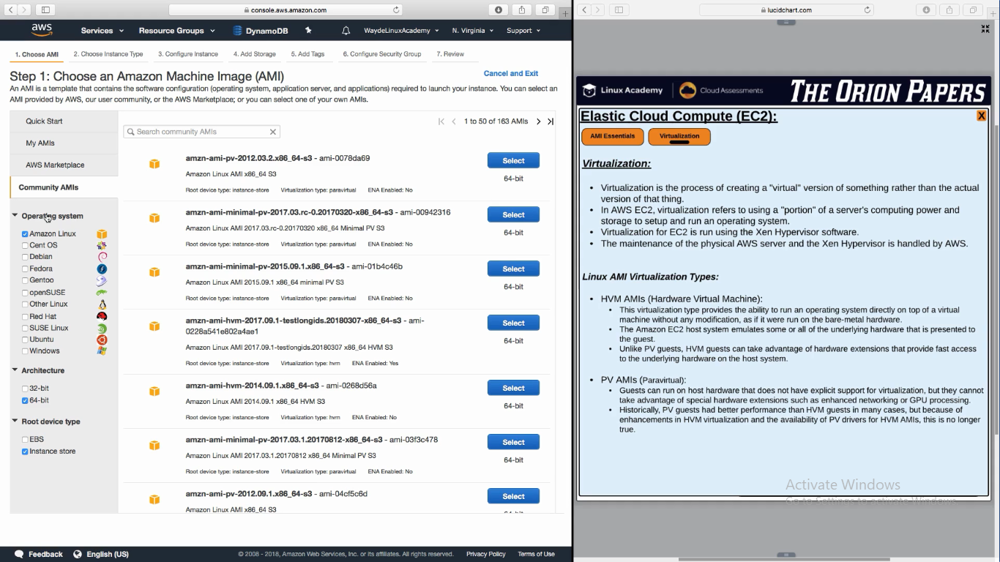 console.aws.amazon.com
aws
Services
Resource Groups
DynamoDB
WaydeLinuxAcademy
N. Virginia
Support
1. Choose AMI
2. Choose Instance Type
3. Configure Instance
4. Add Storage
5. Add Tags
6. Configure Security Group
7. Review
Step 1: Choose an Amazon Machine Image (AMI)
Cancel and Exit
An AMI is a template that contains the software configuration (operating system, application server, and applications) required to launch your instance. You can select an
AMI provided by AWS, our user community, or the AWS Marketplace; or you can select one of your own AMIs.
Quick Start
My AMIs
AWS Marketplace
Community AMIs
Operating system
Amazon Linux
Cent OS
Debian
Fedora
Gentoo
openSUSE
Other Linux
Red Hat
SUSE Linux
Ubuntu
Windows
Architecture
32-bit
64-bit
Root device type
EBS
Instance store
1 to 50 of 163 AMIs
Search community AMIs
amzn-ami-pv-2012.03.2.x86_64-s3 - ami-0078da69
Select
Amazon Linux AMI x86_64 S3
64-bit
Root device type: instance-store Virtualization type: paravirtual ENA Enabled: No
amzn-ami-minimal-pv-2017.03.rc-0.20170320-x86_64-s3 - ami-00942316
Select
Amazon Linux AMI 2017.03.rc-0.20170320 x86_64 Minimal PV S3
64-bit
Root device type: instance-store Virtualization type: paravirtual ENA Enabled: No
amzn-ami-minimal-pv-2015.09.1.x86_64-s3 - ami-01b4c46b
Select
Amazon Linux AMI 2015.09.1 x86_64 minimal PV S3
64-bit
Root device type: instance-store Virtualization type: paravirtual ENA Enabled: No
amzn-ami-hvm-2017.09.1-testlongids.20180307-x86_64-s3 - ami-
0228a541e802a4ae1
Select
Amazon Linux AMI 2017.09.1-testlongids.20180307 x86_64 HVM S3
64-bit
Root device type: instance-store Virtualization type: hvm ENA Enabled: Yes
amzn-ami-hvm-2014.09.1.x86_64-s3 - ami-0268d56a
Select
Amazon Linux AMI 2014.09.1 x86_64 HVM S3
64-bit
Root device type: instance-store Virtualization type: hvm ENA Enabled: No
amzn-ami-minimal-pv-2017.03.1.20170812-x86_64-s3 - ami-03f3c478
Select
Amazon Linux AMI 2017.03.1.20170812 x86_64 Minimal PV S3
64-bit
Root device type: instance-store Virtualization type: paravirtual ENA Enabled: No
amzn-ami-pv-2012.09.1.x86_64-s3 - ami-04cf5c6d
Select
Amazon Linux AMI x86_64 S3
Feedback
English (US)
© 2008 - 2018, Amazon Web Services, Inc. or its affiliates. All rights reserved.
Privacy Policy
Terms of Use
lucidchart.com
Linux Academy
Cloud Assessments
The Orion Papers
Elastic Cloud Compute (EC2):
X
AMI Essentials
Virtualization
Virtualization:
• Virtualization is the process of creating a "virtual" version of something rather than the actual
version of that thing.
• In AWS EC2, virtualization refers to using a "portion" of a server's computing power and
storage to setup and run an operating system.
• Virtualization for EC2 is run using the Xen Hypervisor software.
• The maintenance of the physical AWS server and the Xen Hypervisor is handled by AWS.
Linux AMI Virtualization Types:
• HVM AMIs (Hardware Virtual Machine):
• This virtualization type provides the ability to run an operating system directly on top of a virtual
machine without any modification, as if it were run on the bare-metal hardware.
• The Amazon EC2 host system emulates some or all of the underlying hardware that is presented to
the guest.
• Unlike PV guests, HVM guests can take advantage of hardware extensions that provide fast access
to the underlying hardware on the host system.
• PV AMIs (Paravirtual):
• Guests can run on host hardware that does not have explicit support for virtualization, but they cannot
take advantage of special hardware extensions such as enhanced networking or GPU processing.
• Historically, PV guests had better performance than HVM guests in many cases, but because of
enhancements in HVM virtualization and the availability of PV drivers for HVM AMIs, this is no longer
true.
Activate Windows
Go to Settings to activate Windows.